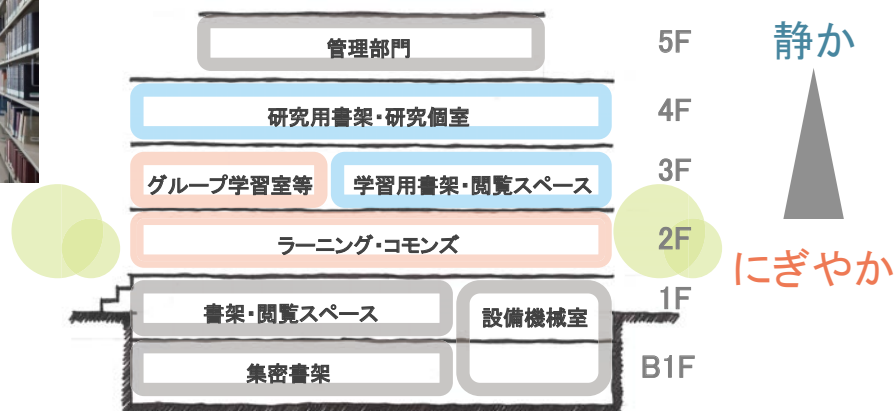 管理部門
5F
静か
研究用書架・研究個室
4F
グループ学習室等
学習用書架・閲覧スペース
3F
ラーニング・コモンズ
2F
にぎやか
書架・閲覧スペース
設備機械室
1F
集密書架
B1F